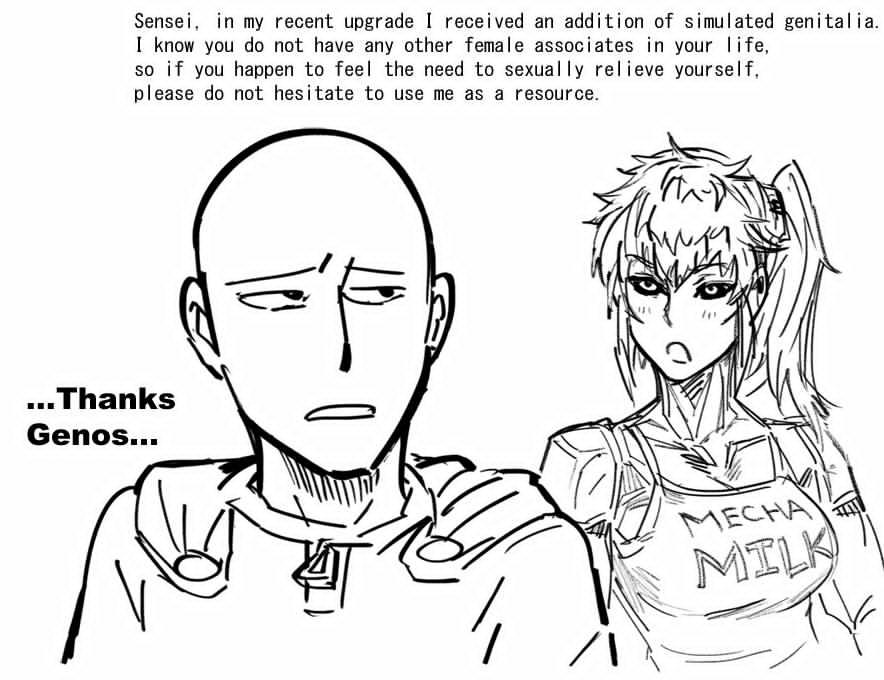 Sensei, in my recent upgrade I received an addition of simulated genitalia.
I know you do not have any other female associates in your life,
so if you happen to feel the need to sexually relieve yourself,
please do not hesitate to use me as a resource.
...Thanks
Genos...
MECHA
MILK